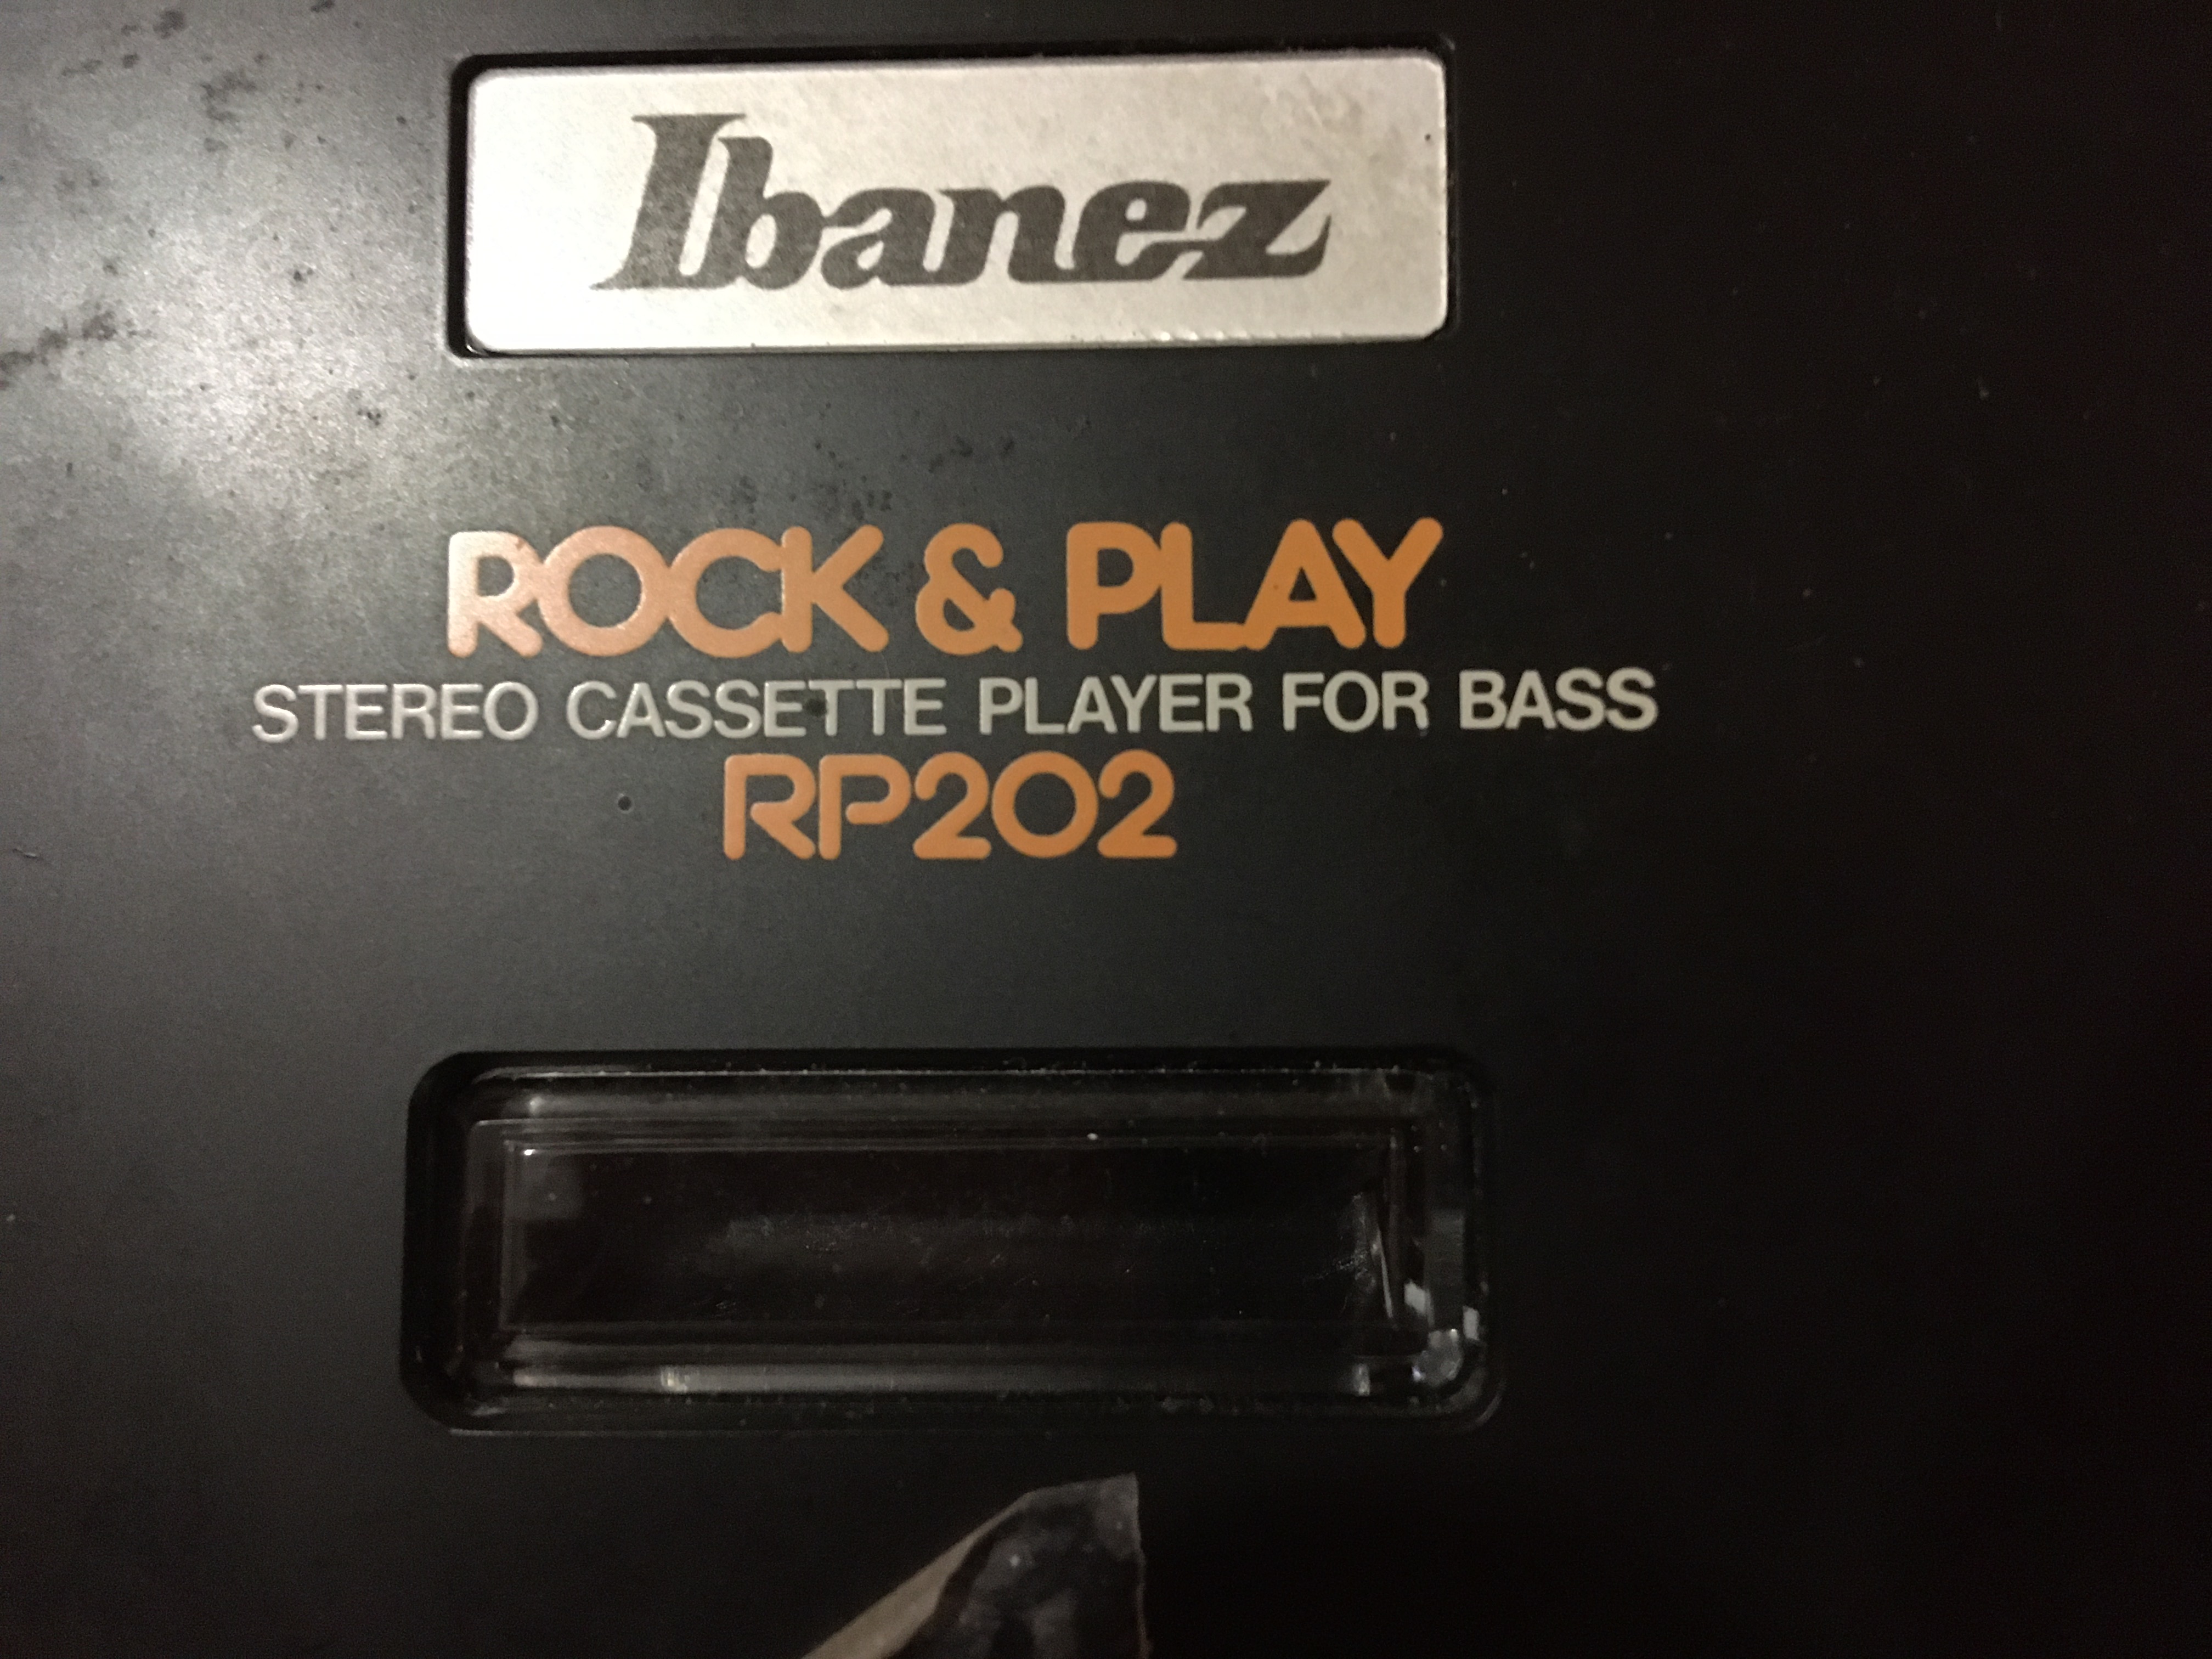 Ibanez
ROCK & PLAY
STEREO CASSETTE PLAYER FOR BASS
RP202